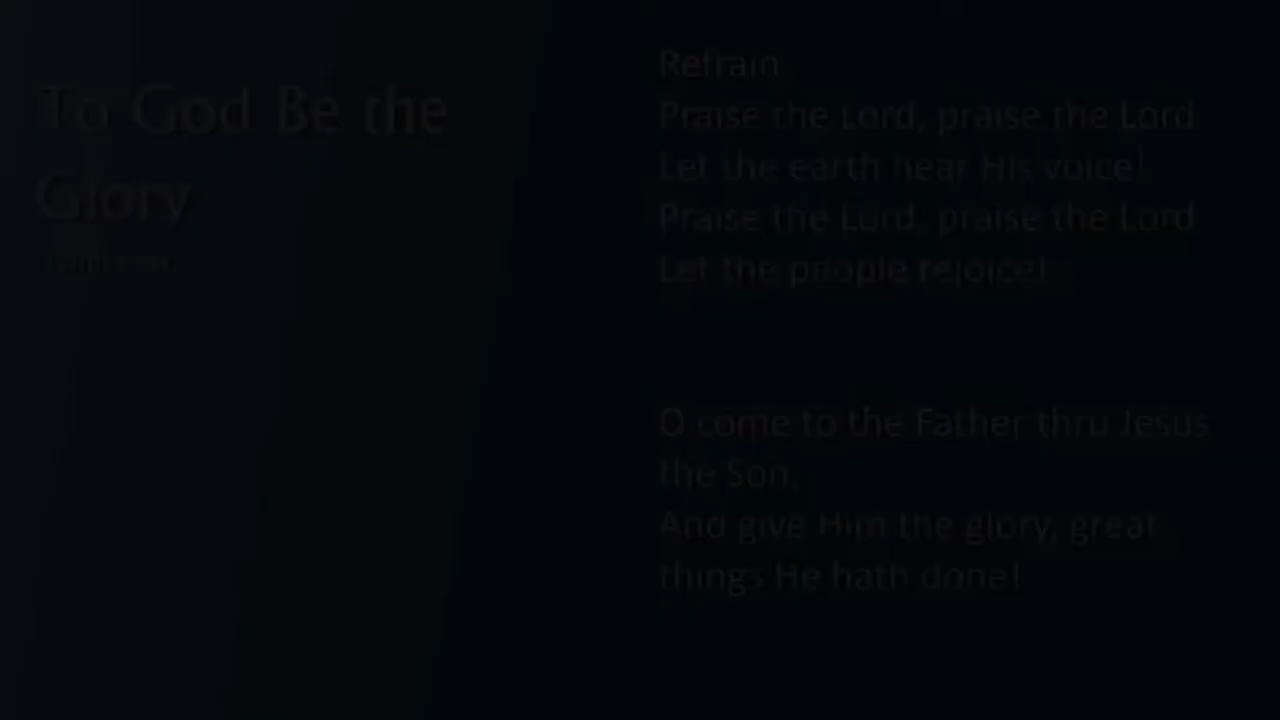 To God Be the
Glory
Refrain
Praise the Lord, praise the Lord
Let the earth hear His voice!
Praise the Lord, praise the Lord
Let the people rejoice!
O come to the Father thru Jesus
the Son,
And give Him the glory, great
things He hath done!